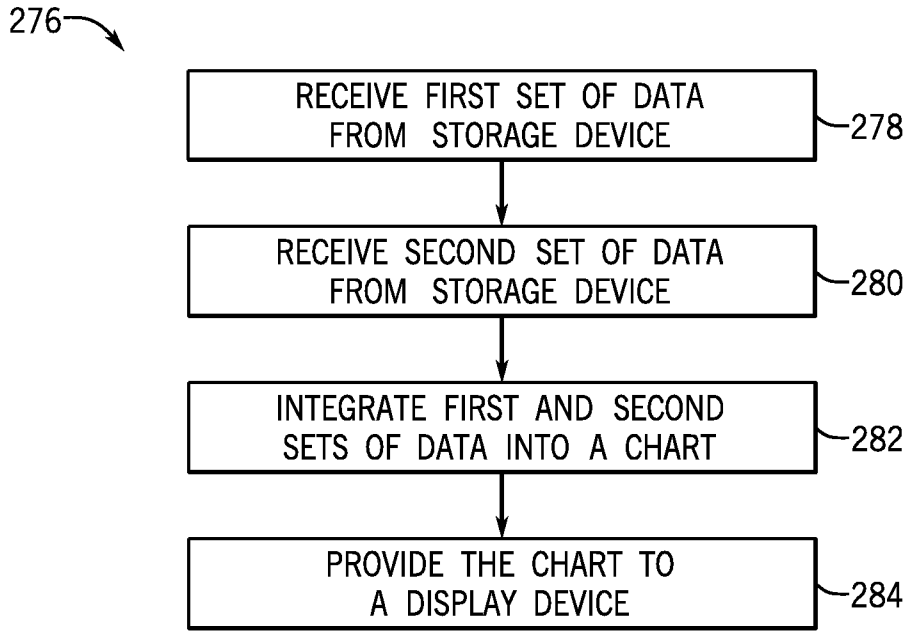 276
RECEIVE FIRST SET OF DATA
FROM STORAGE DEVICE
278
RECEIVE SECOND SET OF DATA
FROM STORAGE DEVICE
280
INTEGRATE FIRST AND SECOND
SETS OF DATA INTO A CHART
282
PROVIDE THE CHART TO
A DISPLAY DEVICE
284